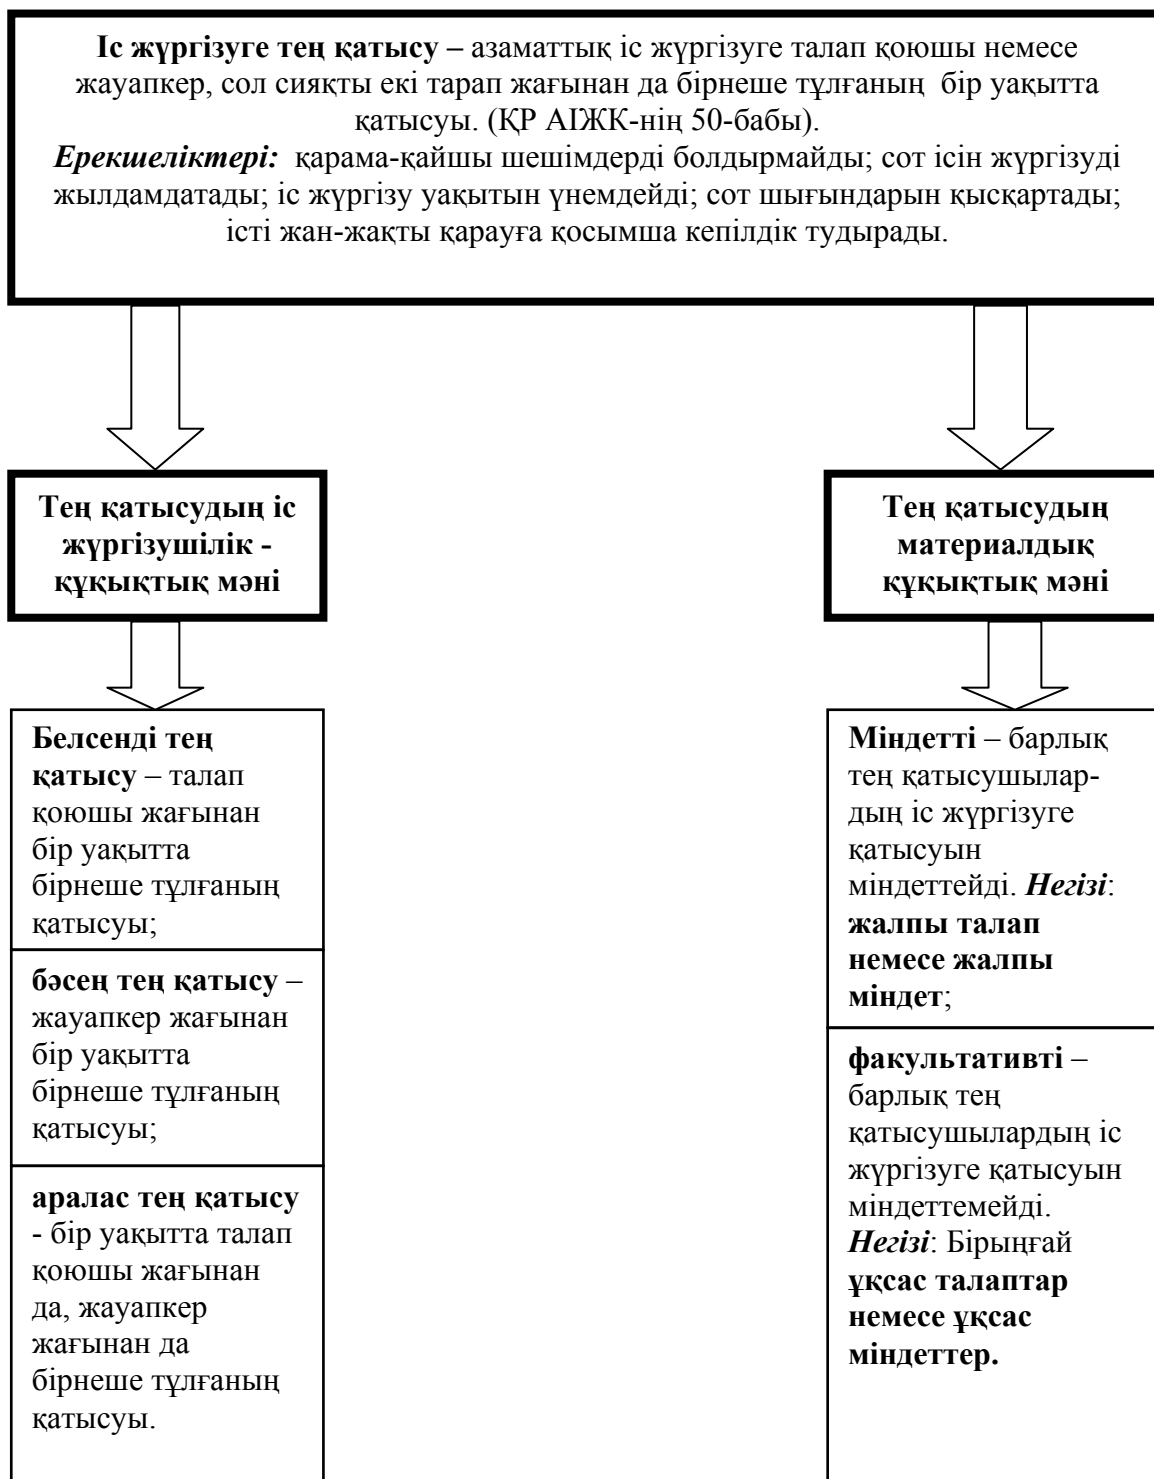 Іс жүргізуге тең қатысу – азаматтық іс жүргізуге талап қоюшы немесе
жауапкер, сол сияқты екі тарап жағынан да бірнеше тұлғаның бір уақытта
қатысуы. (ҚР АІЖК-нің 50-бабы).
Ерекшеліктері: қарама-қайшы шешімдерді болдырмайды; сот ісін жүргізуді
жылдамдатады; іс жүргізу уақытын үнемдейді; сот шығындарын қысқартады;
істі жан-жақты қарауға қосымша кепілдік тудырады.
Тең қатысудың іс
жүргізушілік -
құқықтық мәні
Белсенді тең
қатысу – талап
қоюшы жағынан
бір уақытта
бірнеше тұлғаның
қатысуы;
бәсең тең қатысу –
жауапкер жағынан
бір уақытта
бірнеше тұлғаның
қатысуы;
аралас тең қатысу
- бір уақытта талап
қоюшы жағынан
да, жауапкер
жағынан да
бірнеше тұлғаның
қатысуы.
Тең қатысудың
материалдық
құқықтық мәні
Міндетті – барлық
тең қатысушылар-
дың іс жүргізуге
қатысуын
міндеттейді. Негізі:
жалпы талап
немесе жалпы
міндет;
факультативті –
барлық тең
қатысушылардың іс
жүргізуге қатысуын
міндеттемейді.
Негізі: Бірыңғай
ұқсас талаптар
немесе ұқсас
міндеттер.